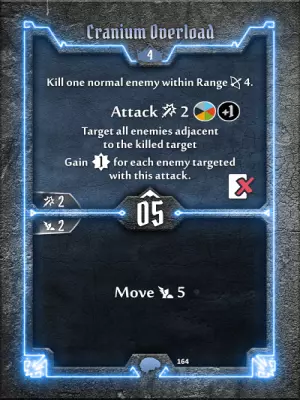 Cranium Overload
4
Kill one normal enemy within Range 4.
Attack 2 +1
Target all enemies adjacent
to the killed target
Gain 1 for each enemy targeted
with this attack.
2
05
2
Move 5
164